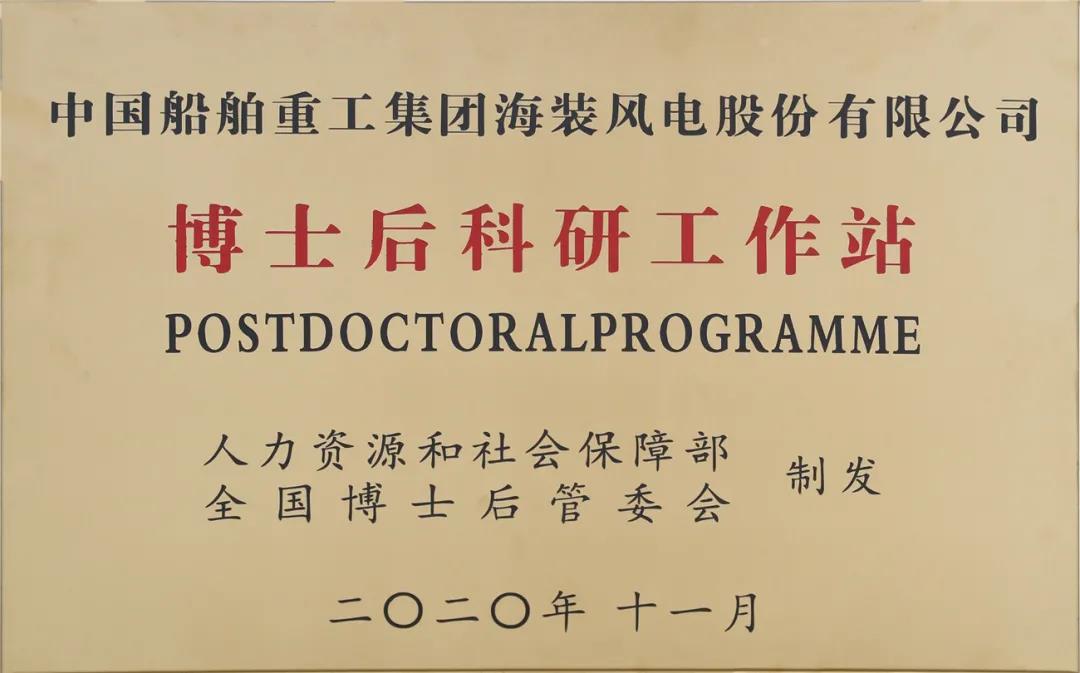 中国船舶重工集团海装风电股份有限公司
博士后科研工作站
POSTDOCTORALPROGRAMME
人力资源和社会保障部
全国博士后管委会
制发
二〇二〇年 十一月